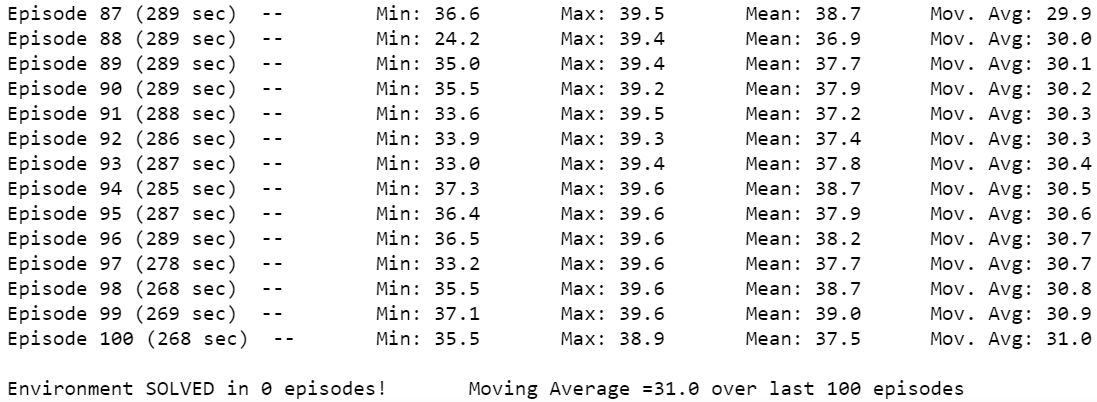 Episode 87 (289 sec)  --  Min: 36.6  Max: 39.5  Mean: 38.7  Mov. Avg: 29.9
Episode 88 (289 sec)  --  Min: 24.2  Max: 39.4  Mean: 36.9  Mov. Avg: 30.0
Episode 89 (289 sec)  --  Min: 35.0  Max: 39.4  Mean: 37.7  Mov. Avg: 30.1
Episode 90 (289 sec)  --  Min: 35.5  Max: 39.2  Mean: 37.9  Mov. Avg: 30.2
Episode 91 (288 sec)  --  Min: 33.6  Max: 39.5  Mean: 37.2  Mov. Avg: 30.3
Episode 92 (286 sec)  --  Min: 33.9  Max: 39.3  Mean: 37.4  Mov. Avg: 30.3
Episode 93 (287 sec)  --  Min: 33.0  Max: 39.4  Mean: 37.8  Mov. Avg: 30.4
Episode 94 (285 sec)  --  Min: 37.3  Max: 39.6  Mean: 38.7  Mov. Avg: 30.5
Episode 95 (287 sec)  --  Min: 36.4  Max: 39.6  Mean: 37.9  Mov. Avg: 30.6
Episode 96 (289 sec)  --  Min: 36.5  Max: 39.6  Mean: 38.2  Mov. Avg: 30.7
Episode 97 (278 sec)  --  Min: 33.2  Max: 39.6  Mean: 37.7  Mov. Avg: 30.7
Episode 98 (268 sec)  --  Min: 35.5  Max: 39.6  Mean: 38.7  Mov. Avg: 30.8
Episode 99 (269 sec)  --  Min: 37.1  Max: 39.6  Mean: 39.0  Mov. Avg: 30.9
Episode 100 (268 sec)  --  Min: 35.5  Max: 38.9  Mean: 37.5  Mov. Avg: 31.0
Environment SOLVED in 0 episodes!  Moving Average =31.0 over last 100 episodes